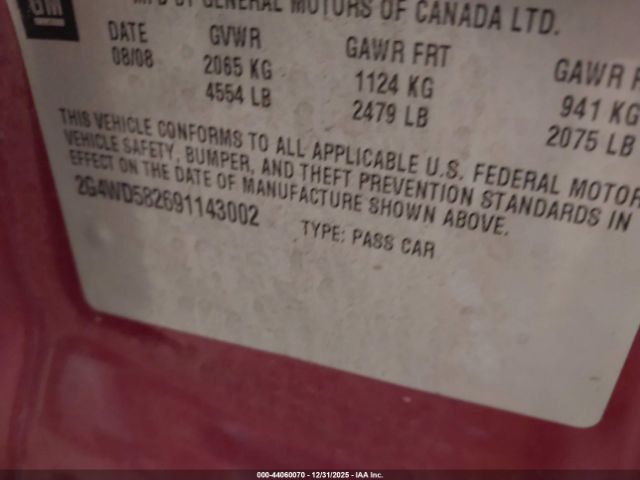 GM
MFD BY GENERAL MOTORS OF CANADA LTD.
DATE GVWR GAWR FRT GAWR
08/08 2065 KG 1124 KG 941 KG
4554 LB 2479 LB 2075 LB
THIS VEHICLE CONFORMS TO ALL APPLICABLE U.S. FEDERAL MOTOR
VEHICLE SAFETY, BUMPER, AND THEFT PREVENTION STANDARDS IN
EFFECT ON THE DATE OF MANUFACTURE SHOWN ABOVE.
2G4WD582691143002 TYPE: PASS CAR
000-44060070 - 12/31/2025 - IAA Inc.